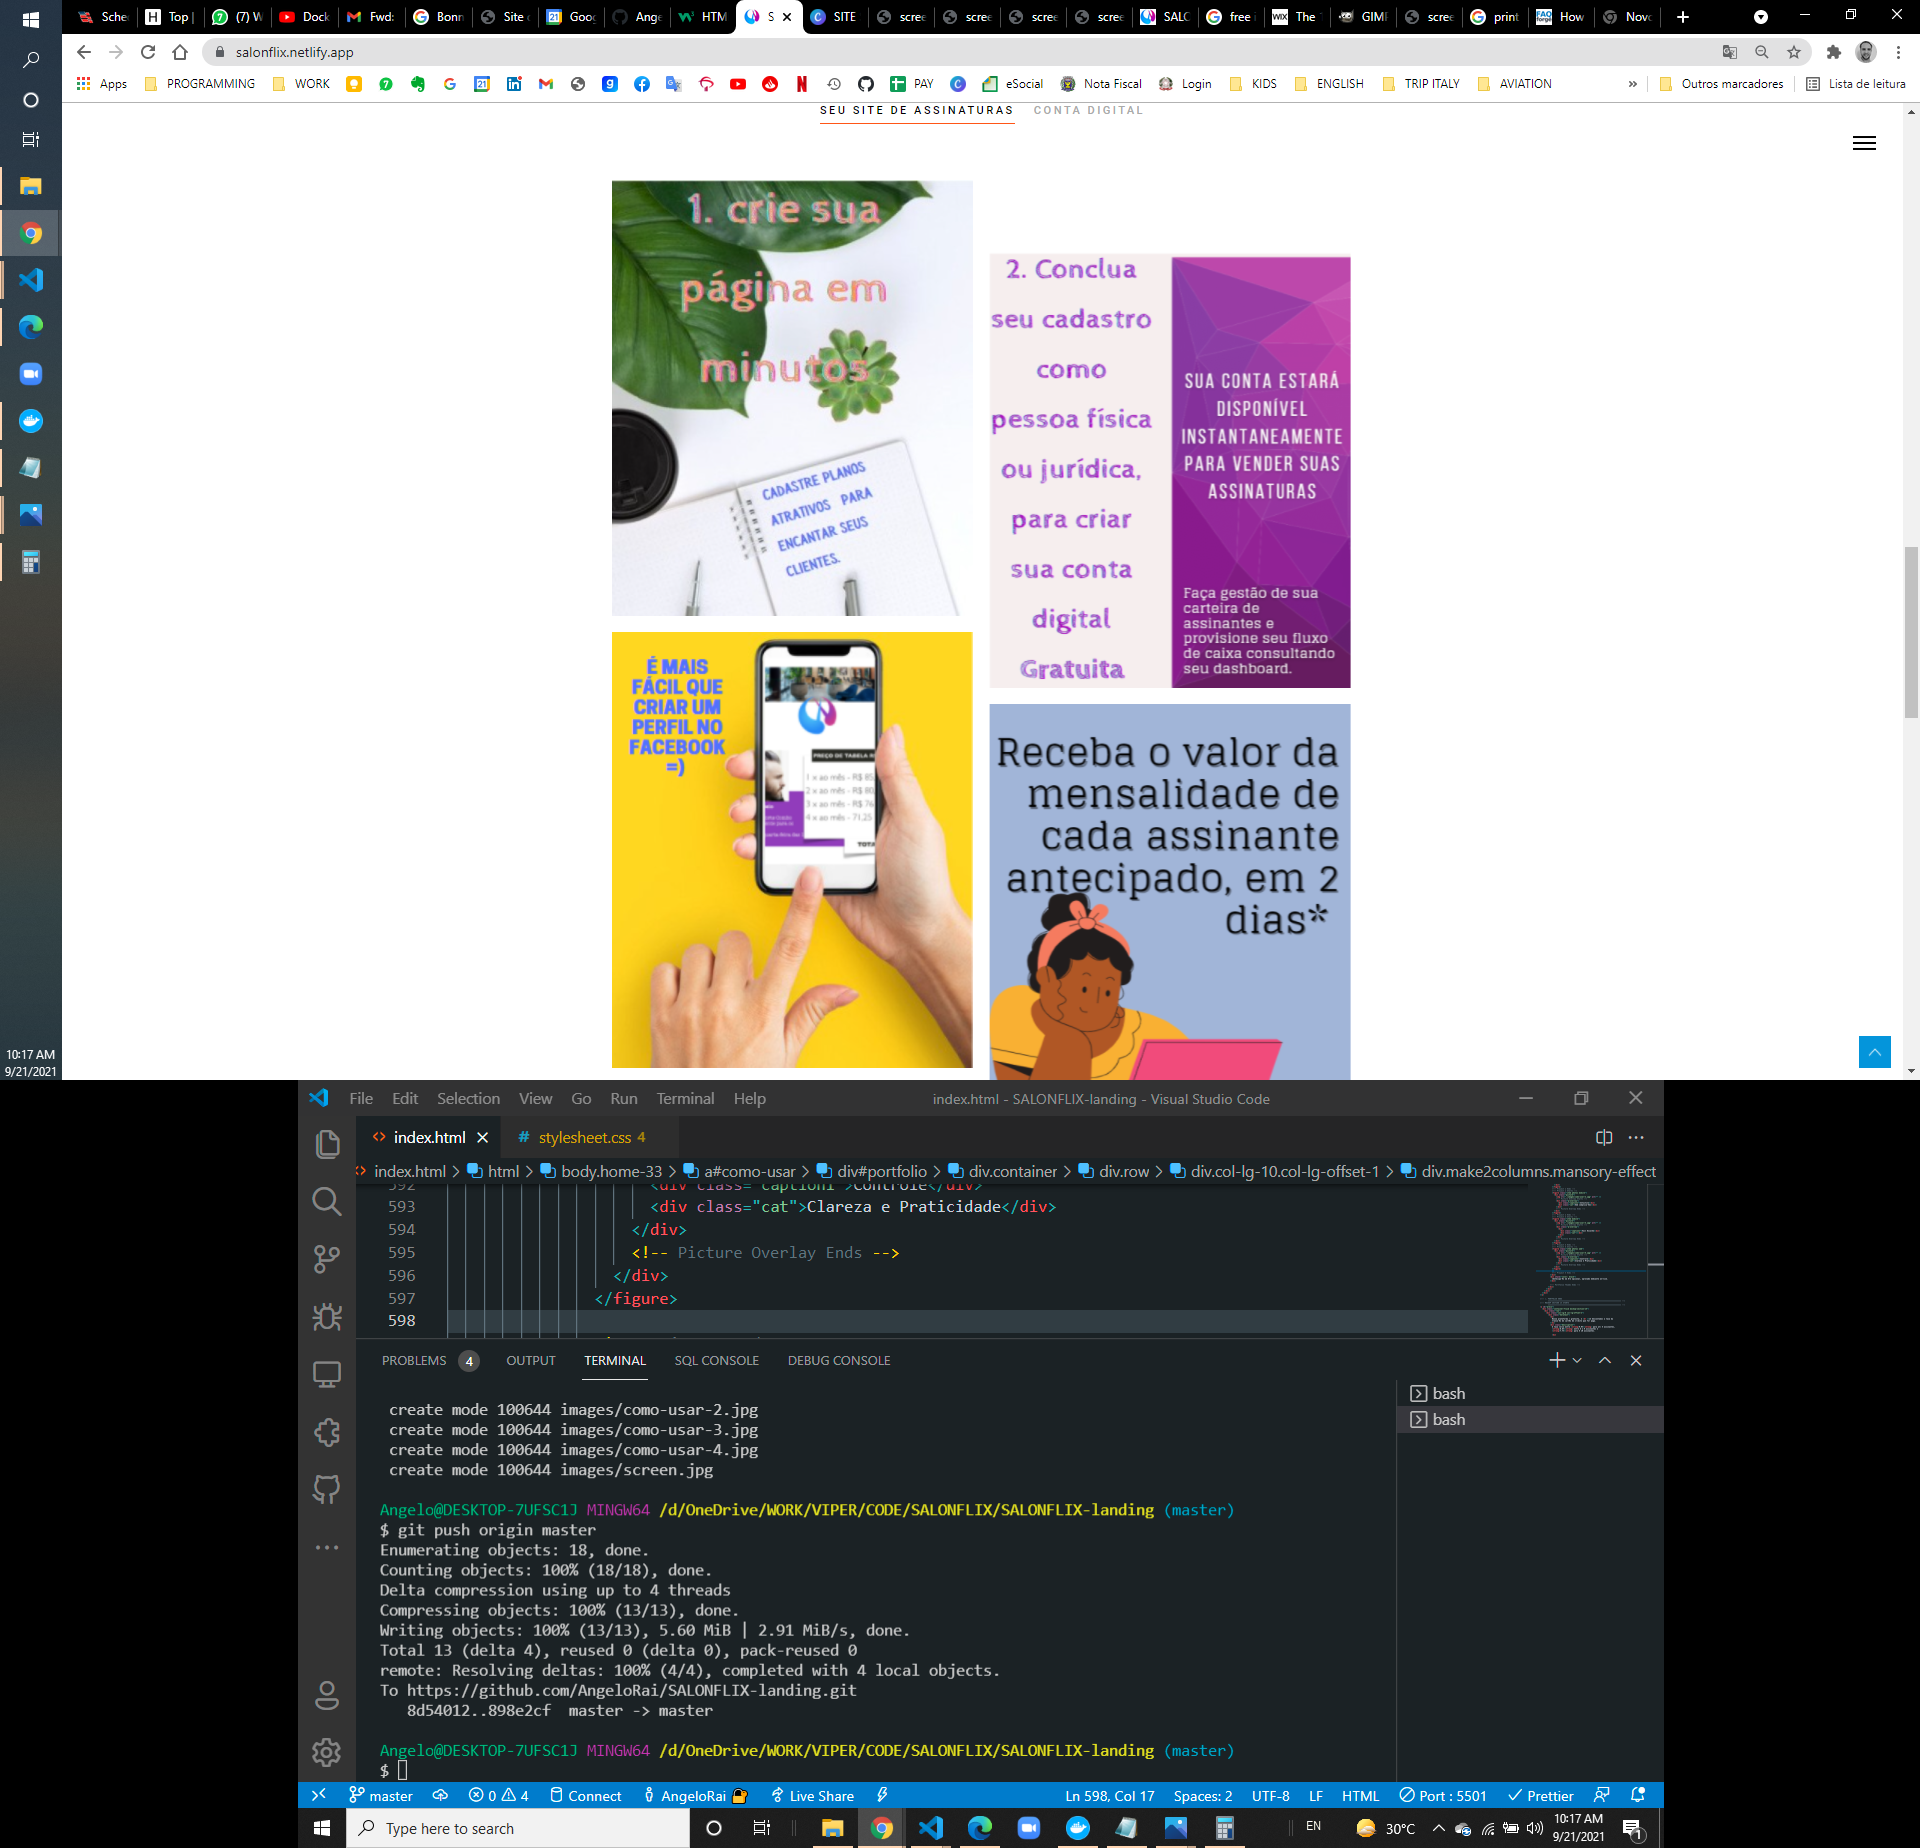 Sche
Top |
(7) W
Dock
Fwd:
Bonn
Site
Goog
Ange
HTM
S
SITE
scree
scree
scree
scree
SALO
free
The
GIMP
scree
print
How
Nov
salonflix.netlify.app
Apps
PROGRAMMING
WORK
PAY
eSocial
Nota Fiscal
Login
KIDS
ENGLISH
TRIP ITALY
AVIATION
»
Outros marcadores
Lista de leitura
SEU SITE DE ASSINATURAS
CONTA DIGITAL
1. crie sua
página em
minutos
CADASTRE PLANOS
ATRATIVOS PARA
ENCANTAR SEUS
CLIENTES.
2. Conclua
seu cadastro
como
pessoa física
ou jurídica,
para criar
sua conta
digital
Gratuita
SUA CONTA ESTARÁ
DISPONÍVEL
INSTANTANEAMENTE
PARA VENDER SUAS
ASSINATURAS
Faça gestão de sua
carteira de
assinantes e
provisione seu fluxo
de caixa consultando
seu dashboard.
É MAIS
FÁCIL QUE
CRIAR UM
PERFIL NO
FACEBOOK
=)
PREÇO DE TABELA
1 x ao mês - R$ 85
2 x ao mês - R$ 80
3 x ao mês - R$ 76
4 x ao mês - 71,25
TOTA
Receba o valor da
mensalidade de
cada assinante
antecipado, em 2
dias*
10:17 AM
9/21/2021
File Edit Selection View Go Run Terminal Help
index.html - SALONFLIX-landing - Visual Studio Code
index.html
stylesheet.css 4
index.html > html > body.home-33 > a#como-usar > div#portfolio > div.container > div.row > div.col-lg-10.col-lg-offset-1 > div.make2columns.mansory-effect
592 <div class="caption1">Controle</div>
593 <div class="cat">Clareza e Praticidade</div>
594 </div>
595 <!-- Picture Overlay Ends -->
596 </div>
597 </figure>
598
PROBLEMS 4 OUTPUT TERMINAL SQL CONSOLE DEBUG CONSOLE
bash
bash
create mode 100644 images/como-usar-2.jpg
create mode 100644 images/como-usar-3.jpg
create mode 100644 images/como-usar-4.jpg
create mode 100644 images/screen.jpg
Angelo@DESKTOP-7UFSC1J MINGW64 /d/OneDrive/WORK/VIPER/CODE/SALONFLIX/SALONFLIX-landing (master)
$ git push origin master
Enumerating objects: 18, done.
Counting objects: 100% (18/18), done.
Delta compression using up to 4 threads
Compressing objects: 100% (13/13), done.
Writing objects: 100% (13/13), 5.60 MiB | 2.91 MiB/s, done.
Total 13 (delta 4), reused 0 (delta 0), pack-reused 0
remote: Resolving deltas: 100% (4/4), completed with 4 local objects.
To https://github.com/AngeloRai/SALONFLIX-landing.git
8d54012..898e2cf master -> master
Angelo@DESKTOP-7UFSC1J MINGW64 /d/OneDrive/WORK/VIPER/CODE/SALONFLIX/SALONFLIX-landing (master)
$
master
0 4
Connect
AngeloRai
Live Share
Ln 598, Col 17
Spaces: 2
UTF-8
LF
HTML
Port : 5501
Prettier
Type here to search
EN
30°C
10:17 AM
9/21/2021
1